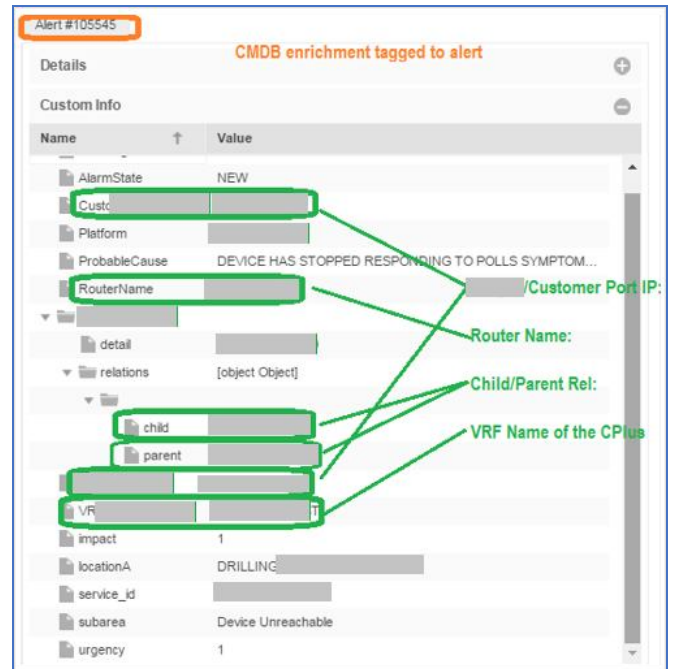 Alert #105545
CMDB enrichment tagged to alert
Details
Custom Info
Name Value
AlarmState NEW
Custo
Platform
ProbableCause DEVICE HAS STOPPED RESPONDING TO POLLS SYMPTOM...
RouterName
/Customer Port IP:
detail
Router Name:
relations [object Object]
Child/Parent Rel:
child
VRF Name of the CPlus
parent
VR T
impact 1
locationA DRILLING
service_id
subarea Device Unreachable
urgency 1